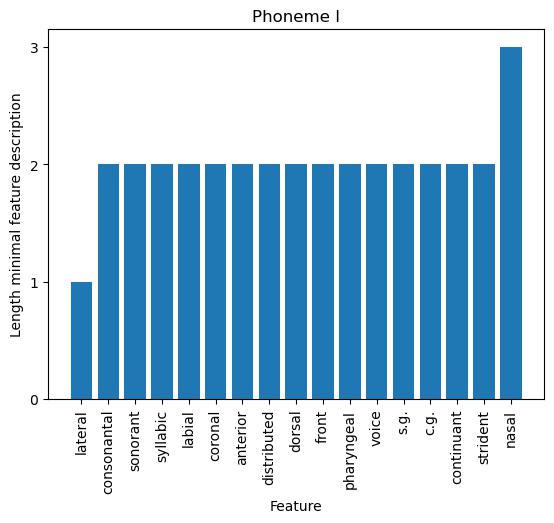 Phoneme l
Length minimal feature description
3
2
1
0
lateral
consonantal
sonorant
syllabic
labial
coronal
anterior
distributed
dorsal
front
pharyngeal
voice
s.g.
c.g.
continuant
strident
nasal
Feature